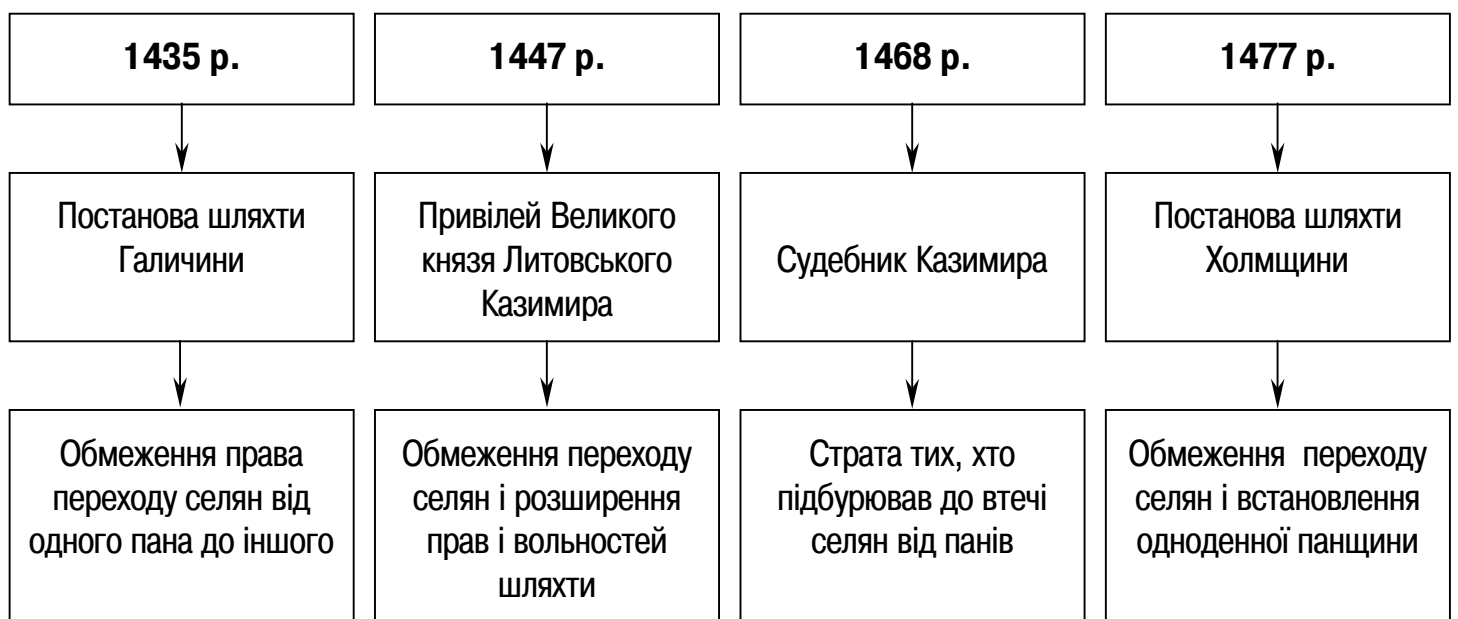 1435 р.
Постанова шляхти
Галичини
Обмеження права
переходу селян від
одного пана до іншого
1447 р.
Привілей Великого
князя Литовського
Казимира
Обмеження переходу
селян і розширення
прав і вольностей
шляхти
1468 р.
Судебник Казимира
Страта тих, хто
підбурював до втечі
селян від панів
1477 р.
Постанова шляхти
Холмщини
Обмеження переходу
селян і встановлення
одноденної панщини